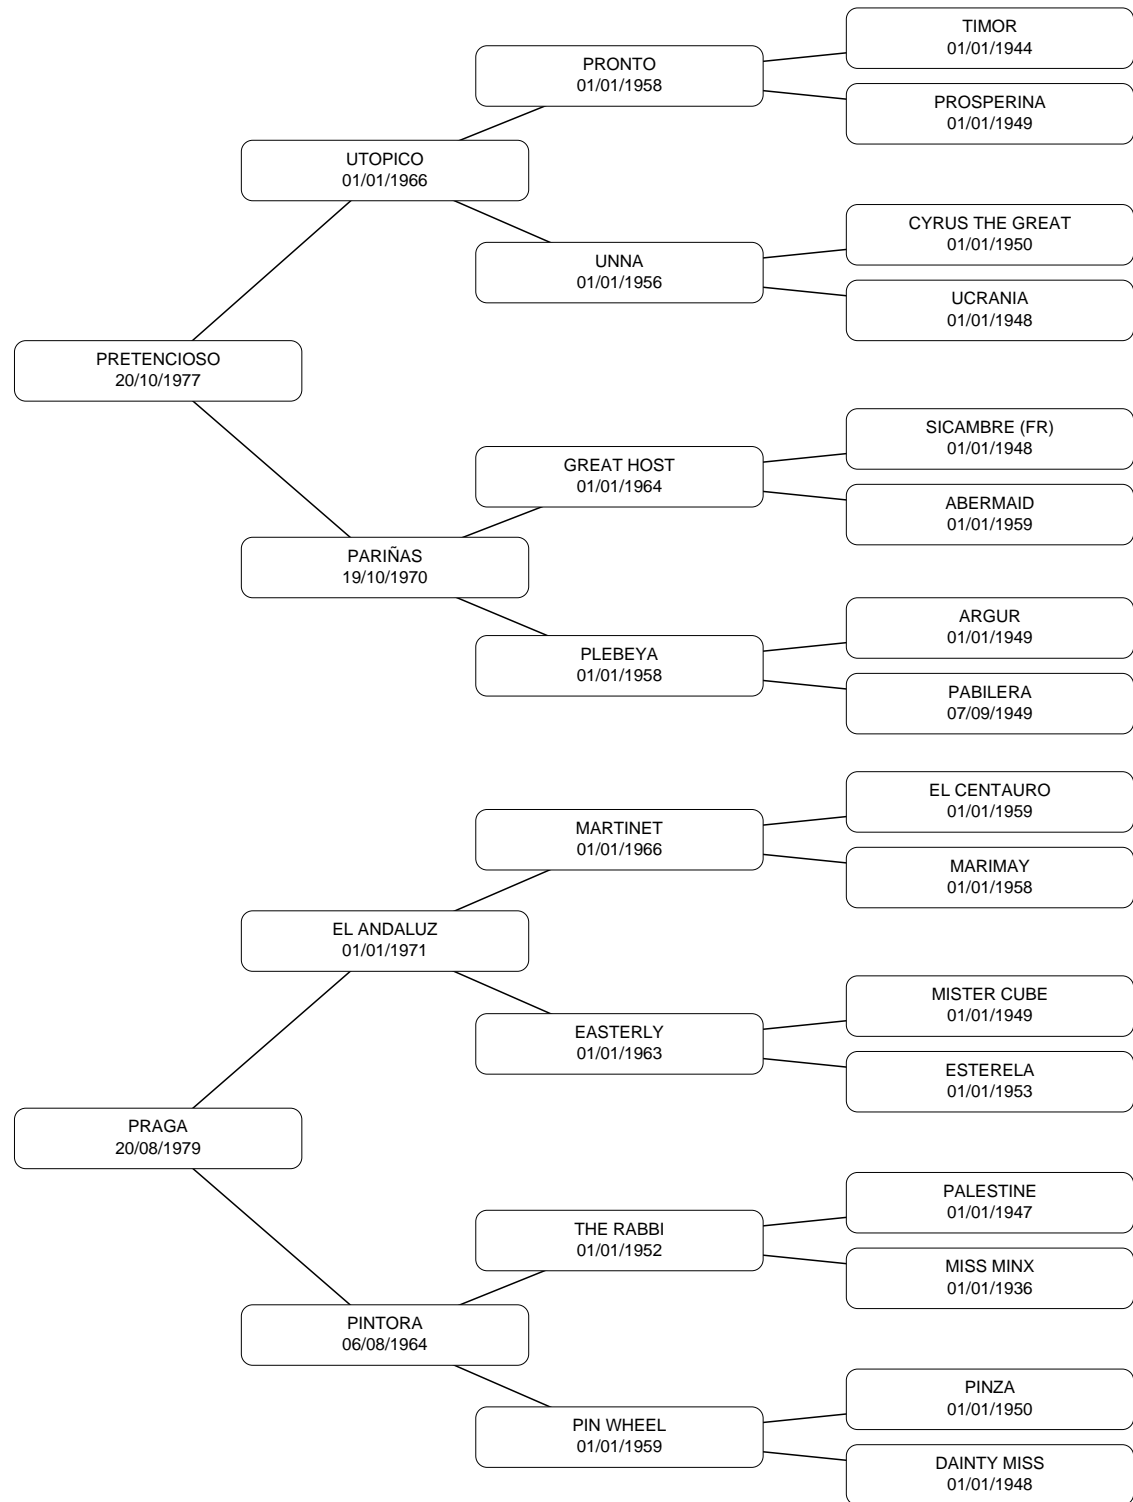 TIMOR
01/01/1944
PRONTO
01/01/1958
PROSPERINA
01/01/1949
UTOPICO
01/01/1966
CYRUS THE GREAT
01/01/1950
UNNA
01/01/1956
UCRANIA
01/01/1948
PRETENCIOSO
20/10/1977
SICAMBRE (FR)
01/01/1948
GREAT HOST
01/01/1964
ABERMAID
01/01/1959
PARIÑAS
19/10/1970
ARGUR
01/01/1949
PLEBEYA
01/01/1958
PABILERA
07/09/1949
EL CENTAURO
01/01/1959
MARTINET
01/01/1966
MARIMAY
01/01/1958
EL ANDALUZ
01/01/1971
MISTER CUBE
01/01/1949
EASTERLY
01/01/1963
ESTERELA
01/01/1953
PRAGA
20/08/1979
PALESTINE
01/01/1947
THE RABBI
01/01/1952
MISS MINX
01/01/1936
PINTORA
06/08/1964
PINZA
01/01/1950
PIN WHEEL
01/01/1959
DAINTY MISS
01/01/1948